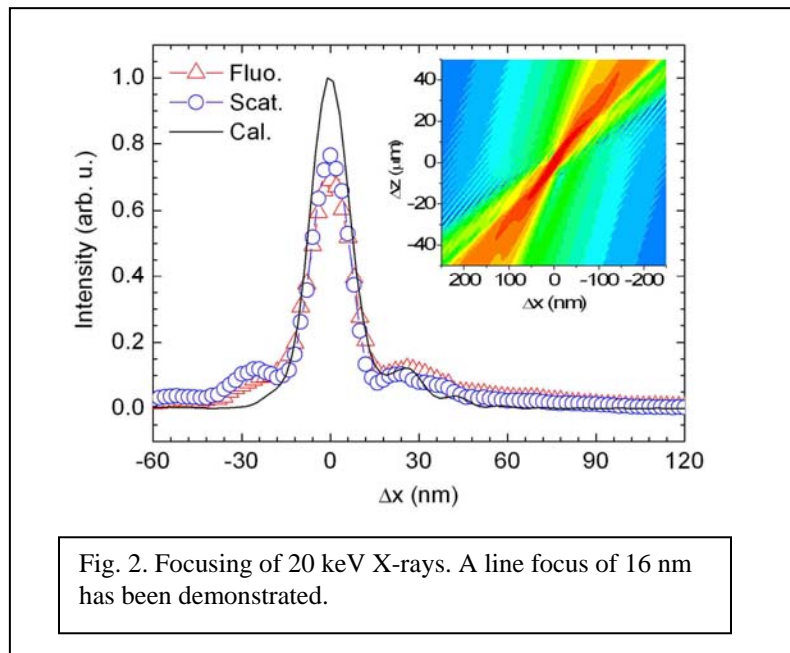 Fluo.
Scat.
Cal.
1.0
0.8
0.6
0.4
0.2
0.0
Intensity (arb. u.)
-60 -30 0 30 60 90 120
Δx (nm)
40
20
0
-20
-40
Δz (μm)
200 100 0 -100 -200
Δx (nm)
Fig. 2. Focusing of 20 keV X-rays. A line focus of 16 nm
has been demonstrated.